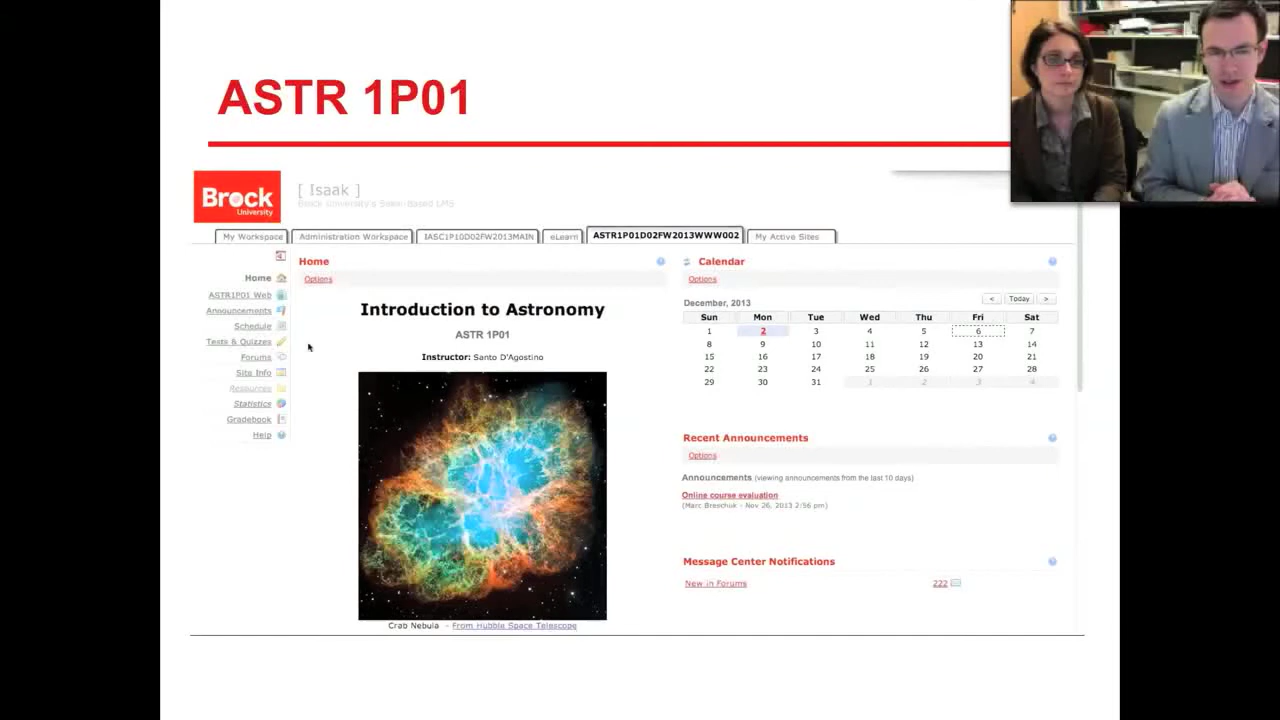 ASTR 1P01
Brock
University
[ Isaak ]
Brock University's Sakai-Based LMS
My Workspace
Administration Workspace
IASC1P10D02FW2013MAIN
eLearn
ASTR1P01D02FW2013WWW002
My Active Sites
Home
ASTR1P01 Web
Announcements
Schedule
Tests & Quizzes
Forums
Site Info
Resources
Statistics
Gradebook
Help
Home
Options
Introduction to Astronomy
ASTR 1P01
Instructor: Santo D'Agostino
Crab Nebula - From Hubble Space Telescope
Calendar
Options
December, 2013
< Today >
Sun Mon Tue Wed Thu Fri Sat
1 2 3 4 5 6 7
8 9 10 11 12 13 14
15 16 17 18 19 20 21
22 23 24 25 26 27 28
29 30 31 1 2 3 4
Recent Announcements
Options
Announcements (viewing announcements from the last 10 days)
Online course evaluation
(Marc Breschuk - Nov 26, 2013 2:56 pm)
Message Center Notifications
New in Forums 222